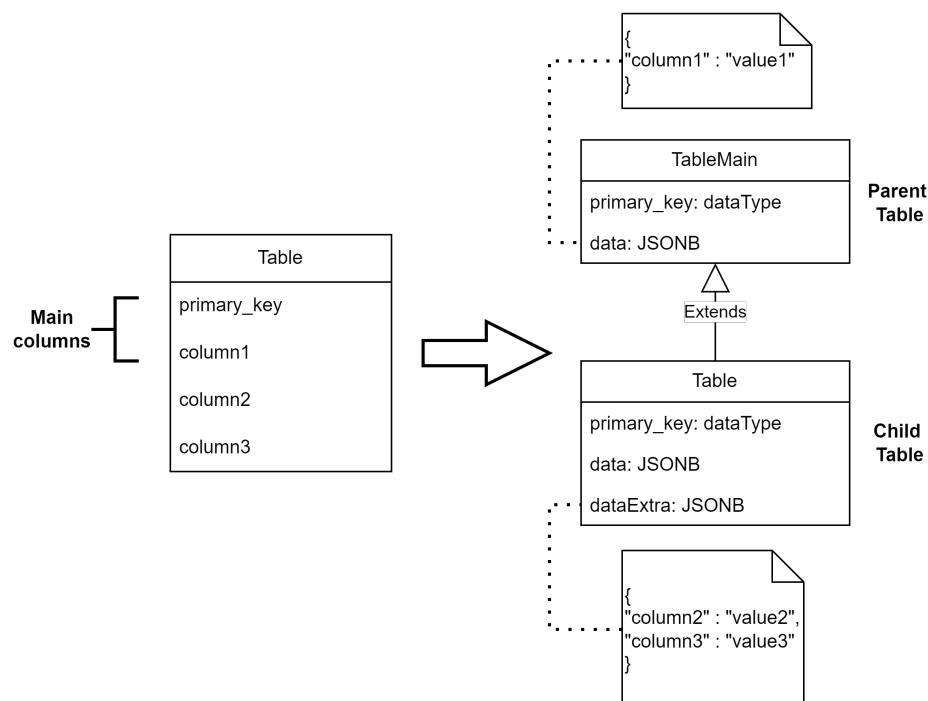 Main
columns
Table
primary_key
column1
column2
column3
{
"column1" : "value1"
}
TableMain
primary_key: dataType
data: JSONB
Parent
Table
Extends
Table
primary_key: dataType
data: JSONB
dataExtra: JSONB
Child
Table
{
"column2" : "value2",
"column3" : "value3"
}